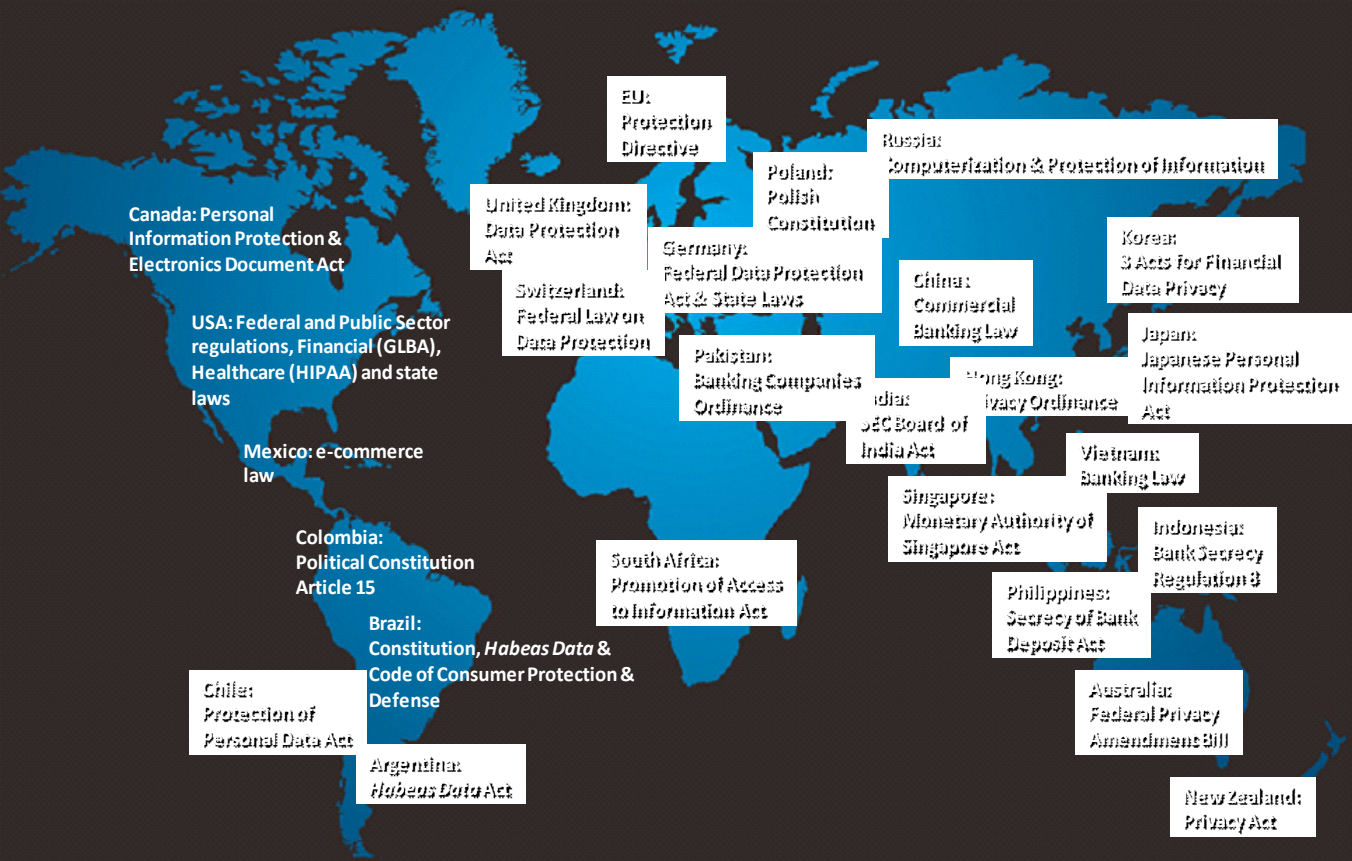 EU:
Protection
Directive
Russia:
Computerization & Protection of Information
Poland:
Polish
Constitution
United Kingdom:
Data Protection
Act
Canada: Personal
Information Protection &
Electronics Document Act
Germany:
Federal Data Protection
Act & State Laws
Korea:
3 Acts for Financial
Data Privacy
China:
Commercial
Banking Law
Switzerland:
Federal Law on
Data Protection
USA: Federal and Public Sector
regulations, Financial (GLBA),
Healthcare (HIPAA) and state
laws
Japan:
Japanese Personal
Information Protection
Act
Pakistan:
Banking Companies
Ordinance
Hong Kong:
Privacy Ordinance
India:
SEC Board of
India Act
Mexico: e-commerce
law
Vietnam:
Banking Law
Singapore:
Monetary Authority of
Singapore Act
Indonesia:
Bank Secrecy
Regulation 8
Colombia:
Political Constitution
Article 15
South Africa:
Promotion of Access
to Information Act
Philippines:
Secrecy of Bank
Deposit Act
Brazil:
Constitution, Habeas Data &
Code of Consumer Protection &
Defense
Chile:
Protection of
Personal Data Act
Australia:
Federal Privacy
Amendment Bill
Argentina:
Habeas Data Act
New Zealand:
Privacy Act